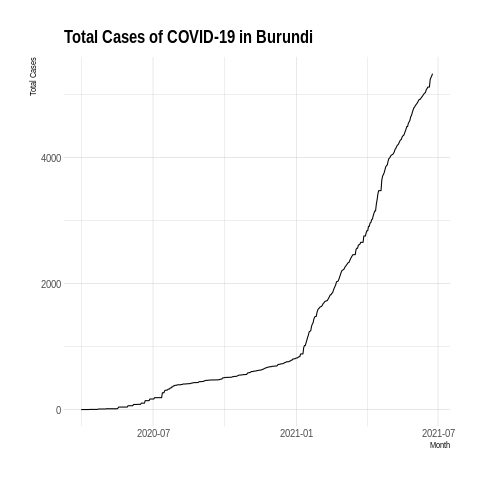 Total Cases of COVID-19 in Burundi
Total Cases
4000
2000
0
2020-07
2021-01
2021-07
Month